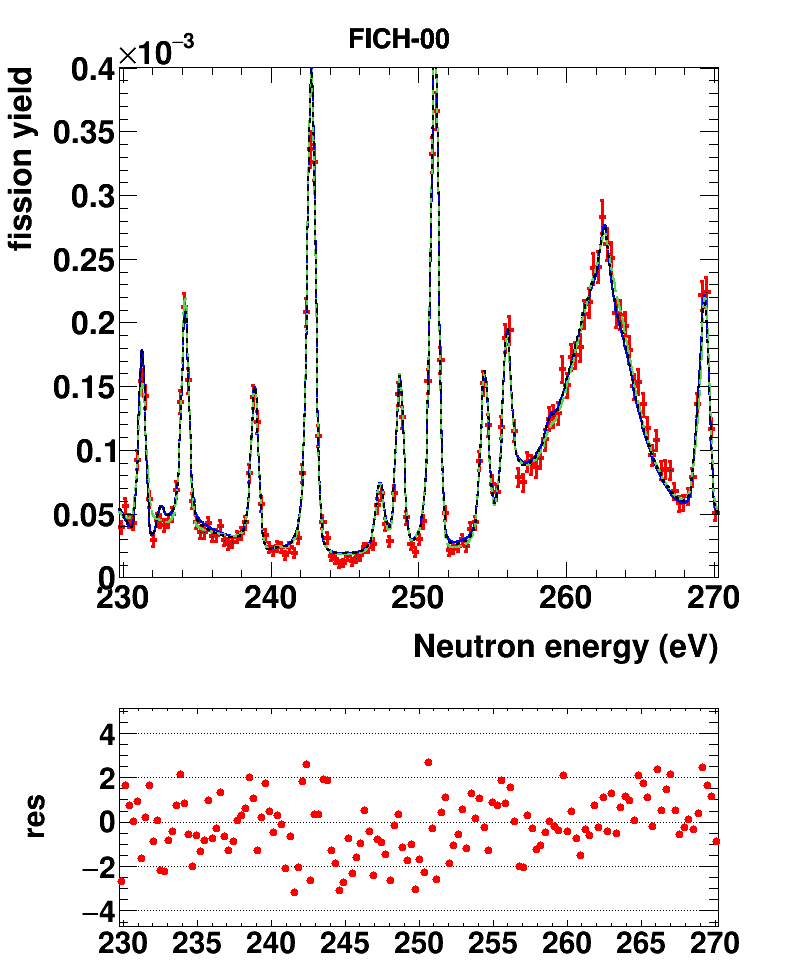 FICH-00
×10⁻³
fission yield
0.4
0.35
0.3
0.25
0.2
0.15
0.1
0.05
0
230 240 250 260 270
Neutron energy (eV)
res
4
2
0
−2
−4
230 235 240 245 250 255 260 265 270